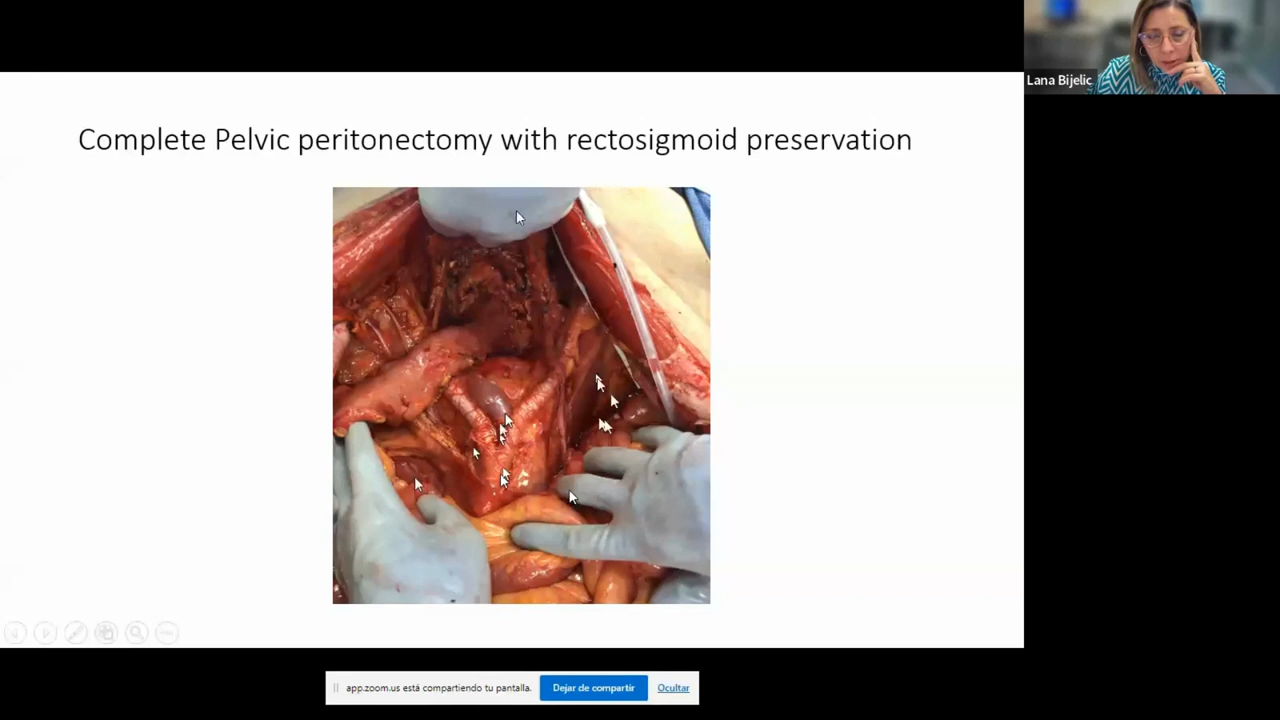 Lana Bijelic
Complete Pelvic peritonectomy with rectosigmoid preservation
app.zoom.us está compartiendo tu pantalla. Dejar de compartir Ocultar